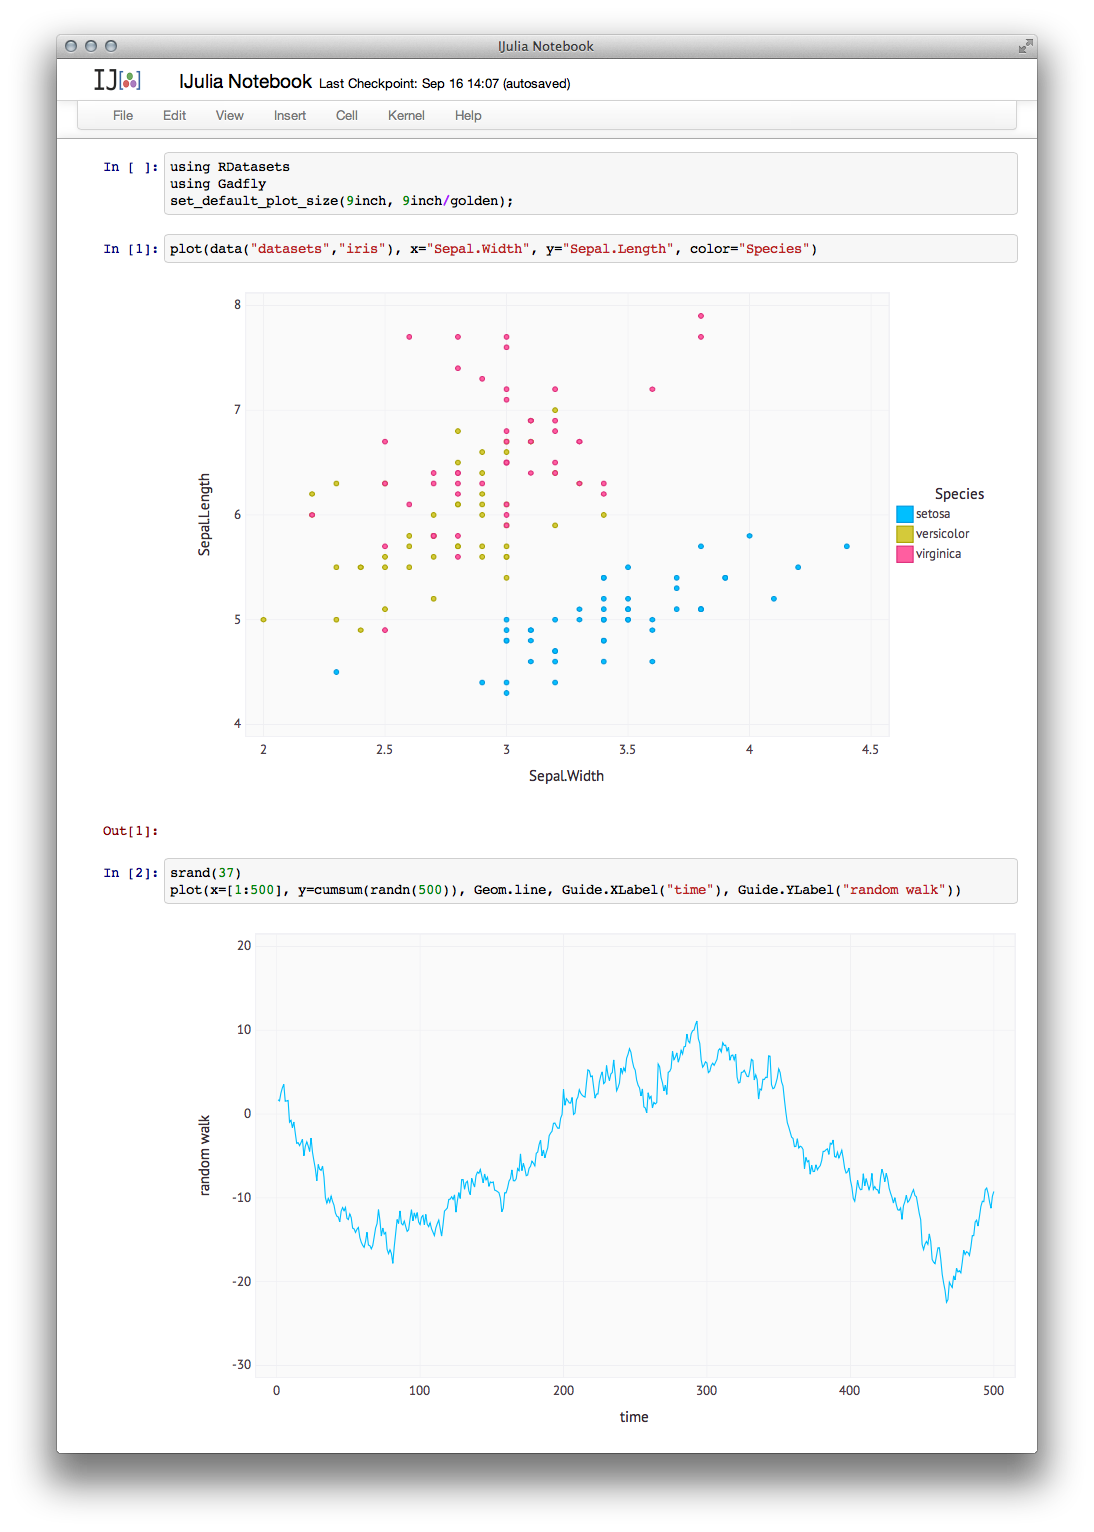 IJulia Notebook
IJ[ ]
IJulia Notebook Last Checkpoint: Sep 16 14:07 (autosaved)
File Edit View Insert Cell Kernel Help
In [ ]: using RDatasets
using Gadfly
set_default_plot_size(9inch, 9inch/golden);
In [1]: plot(data("datasets","iris"), x="Sepal.Width", y="Sepal.Length", color="Species")
8
7
6
5
4
Sepal.Length
2 2.5 3 3.5 4 4.5
Sepal.Width
Species
setosa
versicolor
virginica
Out[1]:
In [2]: srand(37)
plot(x=[1:500], y=cumsum(randn(500)), Geom.line, Guide.XLabel("time"), Guide.YLabel("random walk"))
20
10
0
-10
-20
-30
random walk
0 100 200 300 400 500
time